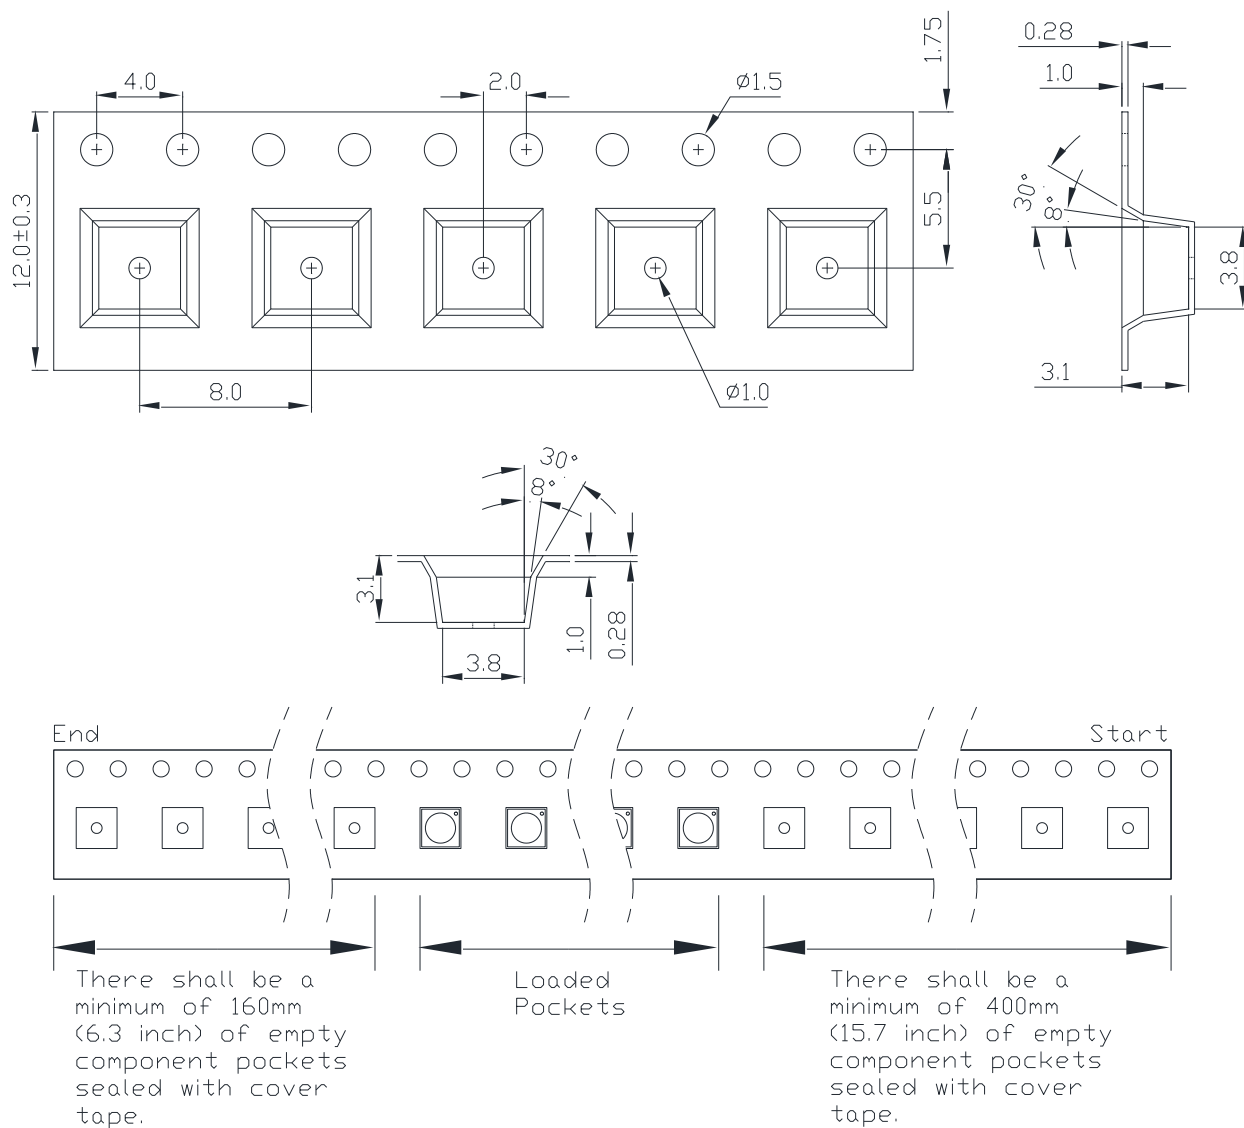 4.0
2.0
ø1.5
1.75
0.28
1.0
12.0±0.3
5.5
30°
8°
3.8
8.0
ø1.0
3.1
30°
8°
3.1
1.0
0.28
3.8
End
Start
There shall be a
minimum of 160mm
(6.3 inch) of empty
component pockets
sealed with cover
tape.
Loaded
Pockets
There shall be a
minimum of 400mm
(15.7 inch) of empty
component pockets
sealed with cover
tape.